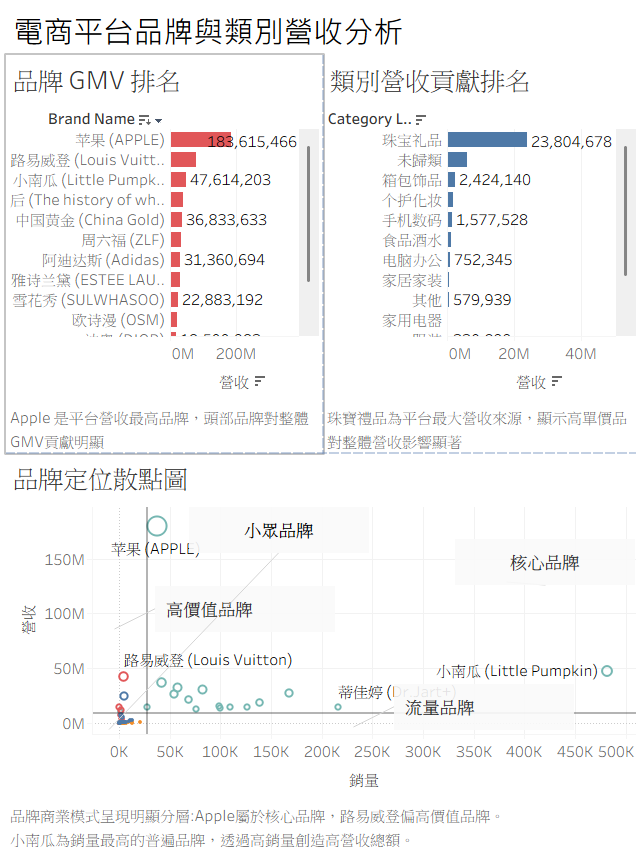 電商平台品牌與類別營收分析
品牌 GMV 排名
Brand Name
苹果 (APPLE)
183,615,466
路易威登 (Louis Vuitt..
小南瓜 (Little Pumpk..
47,614,203
后 (The history of wh..
中国黄金 (China Gold)
36,833,633
周六福 (ZLF)
阿迪达斯 (Adidas)
31,360,694
雅诗兰黛 (ESTEE LAU..
雪花秀 (SULWHASOO)
22,883,192
欧诗漫 (OSM)
0M
200M
營收
Apple 是平台營收最高品牌，頭部品牌對整體
GMV貢獻明顯
類別營收貢獻排名
Category L..
珠宝礼品
23,804,678
未歸類
箱包饰品
2,424,140
个护化妆
手机数码
1,577,528
食品酒水
电脑办公
752,345
家居家装
其他
579,939
家用电器
0M
20M
40M
營收
珠寶禮品為平台最大營收來源，顯示高單價品
對整體營收影響顯著
品牌定位散點圖
小眾品牌
苹果 (APPLE)
核心品牌
高價值品牌
路易威登 (Louis Vuitton)
小南瓜 (Little Pumpkin)
蒂佳婷 (Dr.Jart+)
流量品牌
營收
150M
100M
50M
0M
0K
50K
100K
150K
200K
250K
300K
350K
400K
450K
500K
銷量
品牌商業模式呈現明顯分層:Apple屬於核心品牌，路易威登偏高價值品牌。
小南瓜為銷量最高的普遍品牌，透過高銷量創造高營收總額。